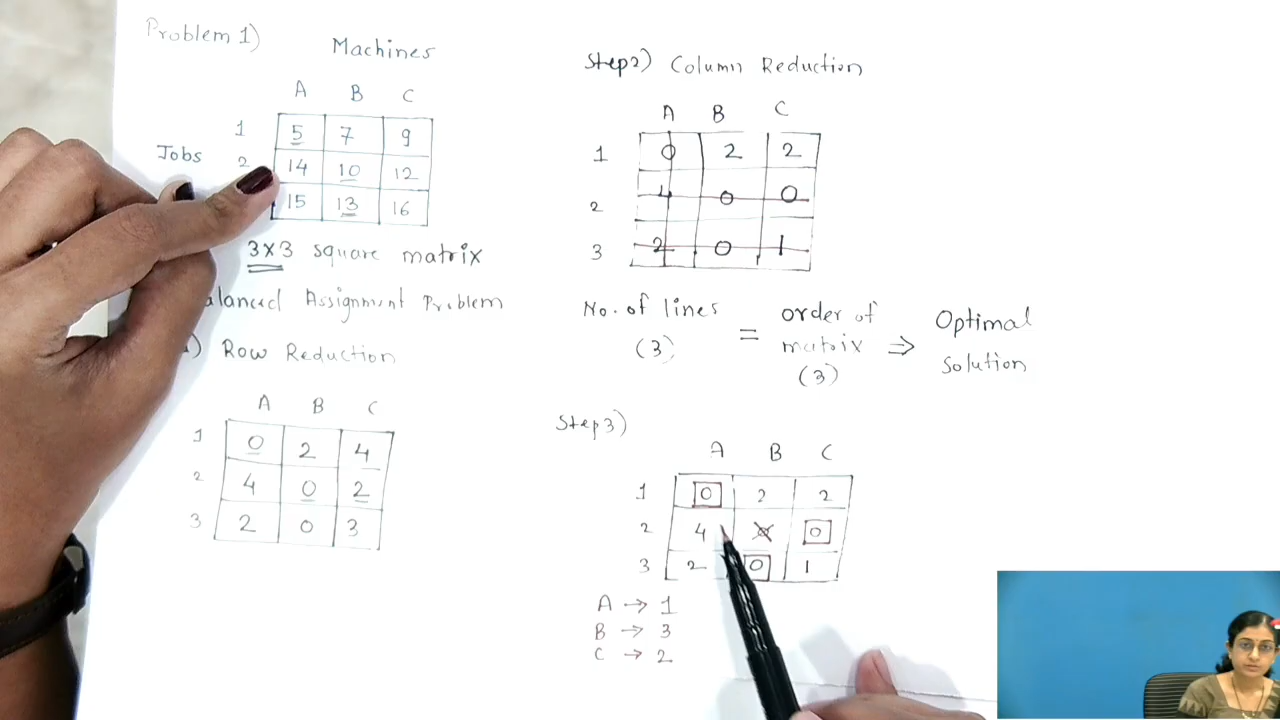 Problem 1)
Machines
A B C
1 5 7 9
Jobs 2 14 10 12
15 13 16
3x3 square matrix
alanced Assignment Problem
) Row Reduction
A B C
1 0 2 4
2 4 0 2
3 2 0 3
Step2) Column Reduction
A B C
1 0 2 2
2 4 0 0
3 2 0 1
No. of lines (3) = order of matrix (3) ⇒ Optimal solution
Step3)
A B C
1 0 2 2
2 4 0 0
3 2 0 1
A → 1
B → 3
C → 2